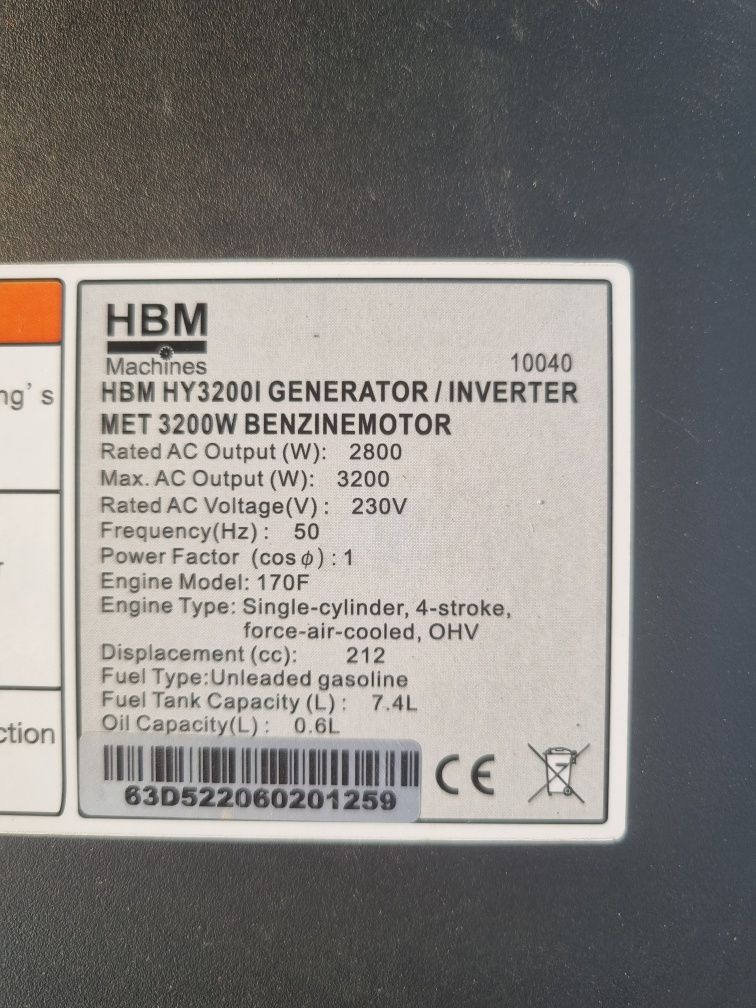 HBM
Machines
10040
HBM HY3200I GENERATOR / INVERTER
MET 3200W BENZINEMOTOR
Rated AC Output (W): 2800
Max. AC Output (W): 3200
Rated AC Voltage(V) : 230V
Frequency(Hz) : 50
Power Factor (cos ϕ) : 1
Engine Model: 170F
Engine Type: Single-cylinder, 4-stroke,
force-air-cooled, OHV
Displacement (cc): 212
Fuel Type:Unleaded gasoline
Fuel Tank Capacity (L) : 7.4L
Oil Capacity(L) : 0.6L
63D522060201259
CE
ng's
ction